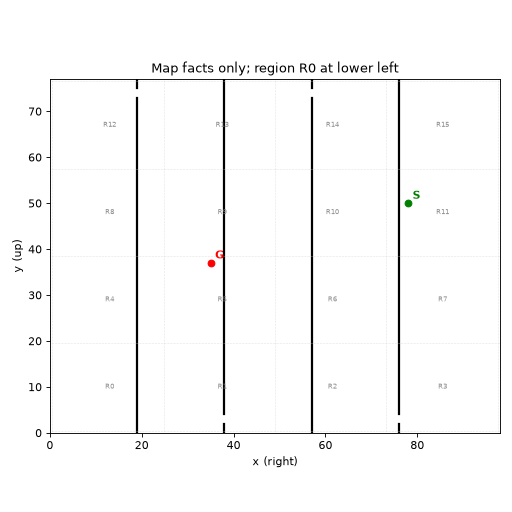 Map facts only; region R0 at lower left
y (up)
70
60
50
40
30
20
10
0
R12
R13
R14
R15
S
R8
R9
R10
R11
G
R4
R5
R6
R7
R0
R1
R2
R3
0
20
40
60
80
x (right)